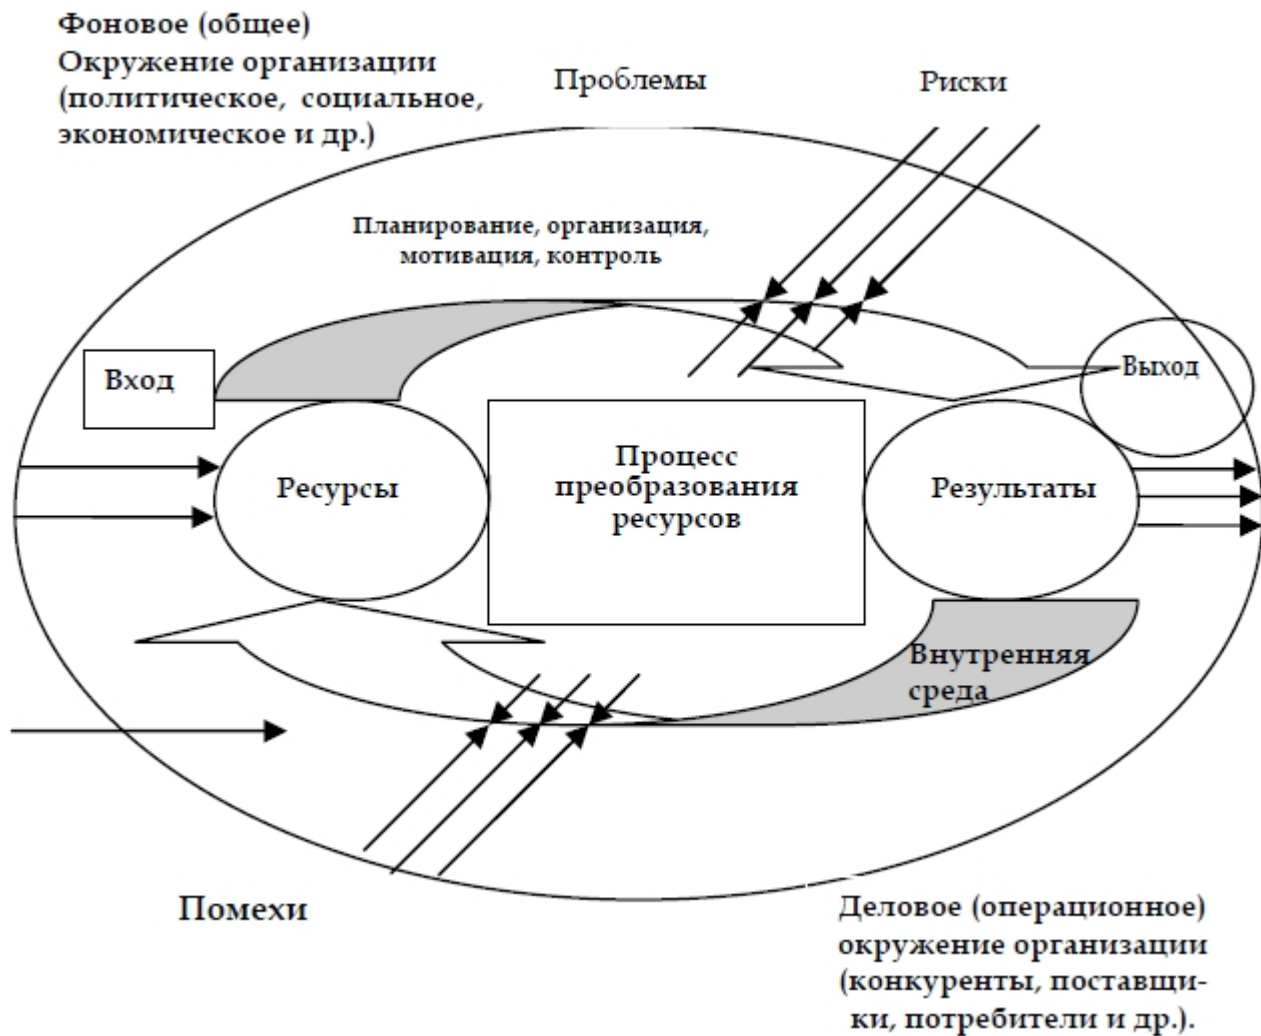 Фоновое (общее)
Окружение организации
(политическое, социальное,
экономическое и др.)
Проблемы
Риски
Планирование, организация,
мотивация, контроль
Вход
Выход
Ресурсы
Процесс
преобразования
ресурсов
Результаты
Внутренняя
среда
Помехи
Деловое (операционное)
окружение организации
(конкуренты, поставщи-
ки, потребители и др.).